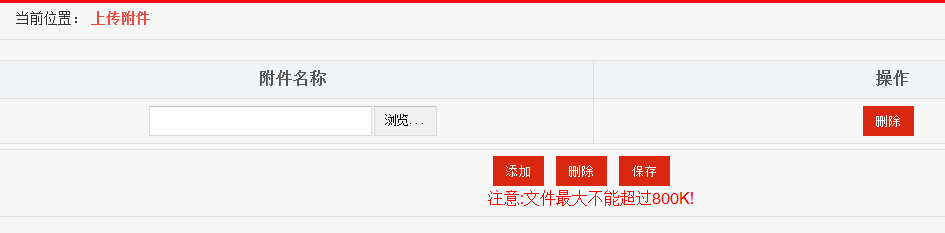 当前位置： 上传附件
附件名称 操作
浏览... 删除
添加 删除 保存
注意:文件最大不能超过800K!